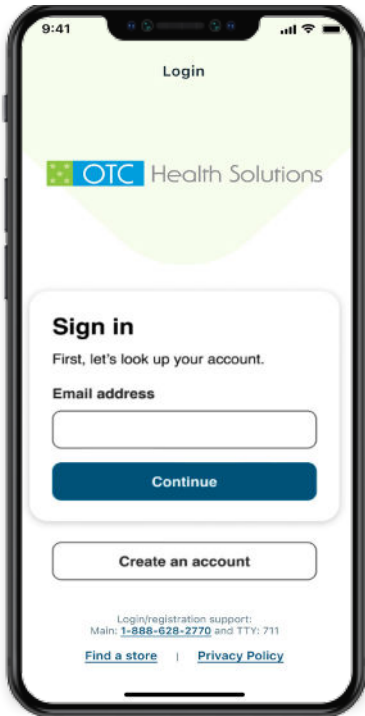 9:41
Login
OTC Health Solutions
Sign in
First, let's look up your account.
Email address
Continue
Create an account
Login/registration support:
Main: 1-888-628-2770 and TTY: 711
Find a store | Privacy Policy